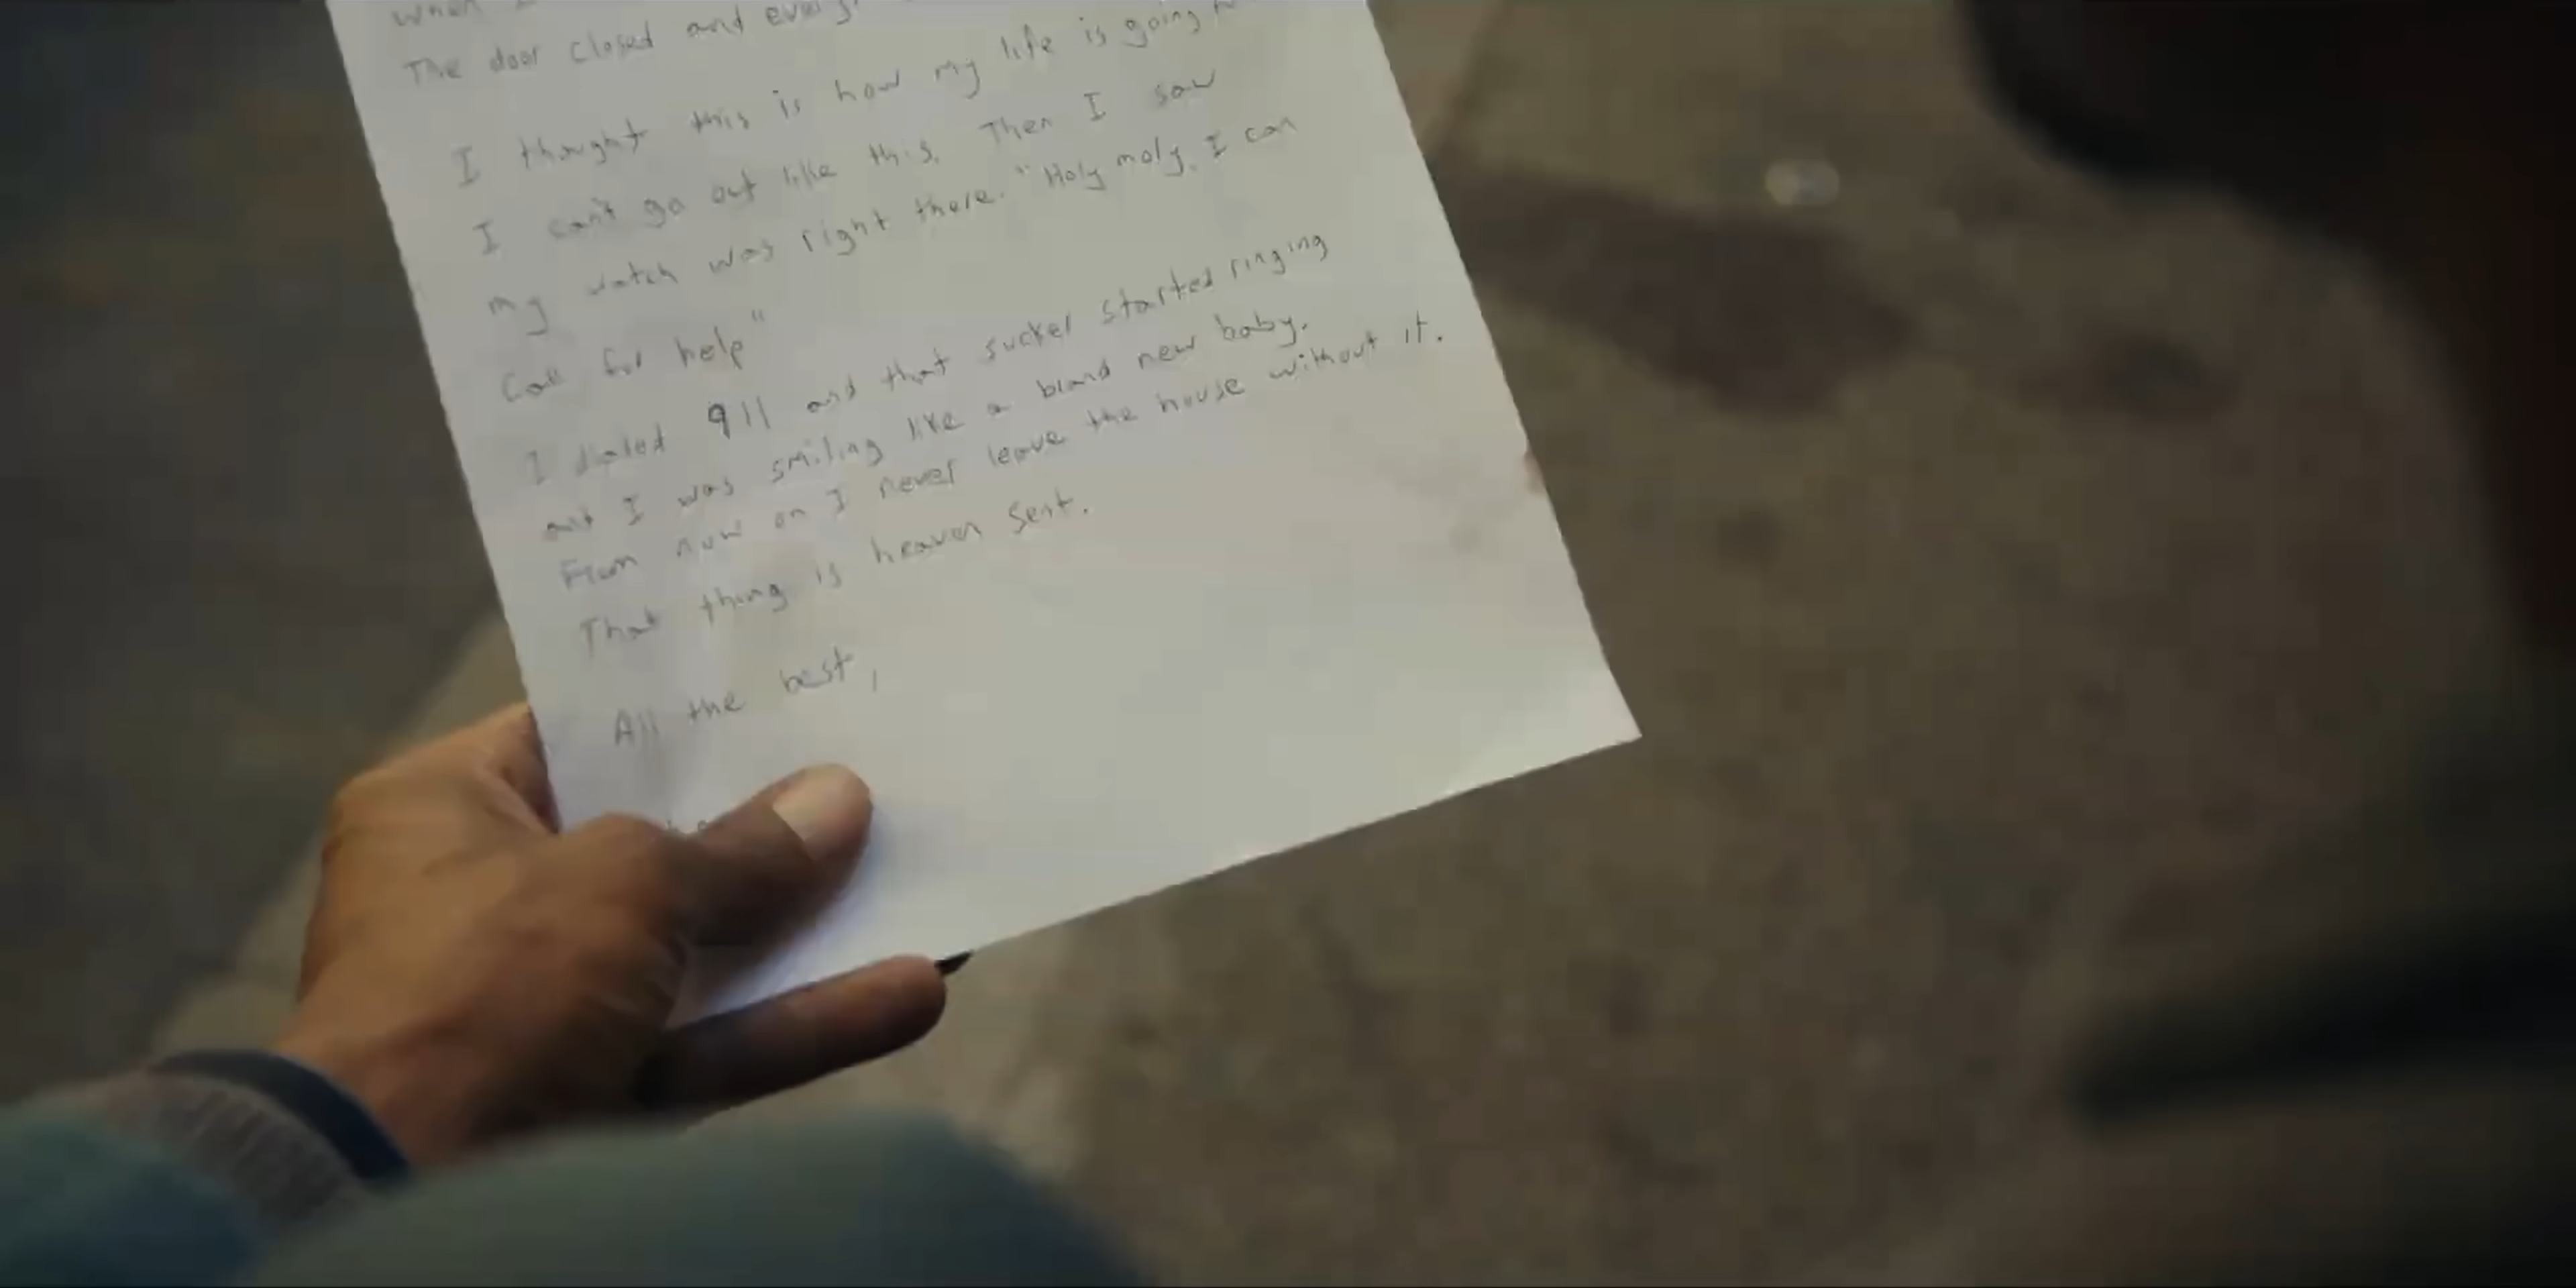 When
The door closed and
I thought this is how my life is going
I can't go out like this. Then I saw
my watch was right there. "Holy moly. I can
Call for help"
I dialed 911 and that sucker started ringing
and I was smiling like a brand new baby.
From now on I never leave the house without it.
That thing is heaven sent.
All the best,